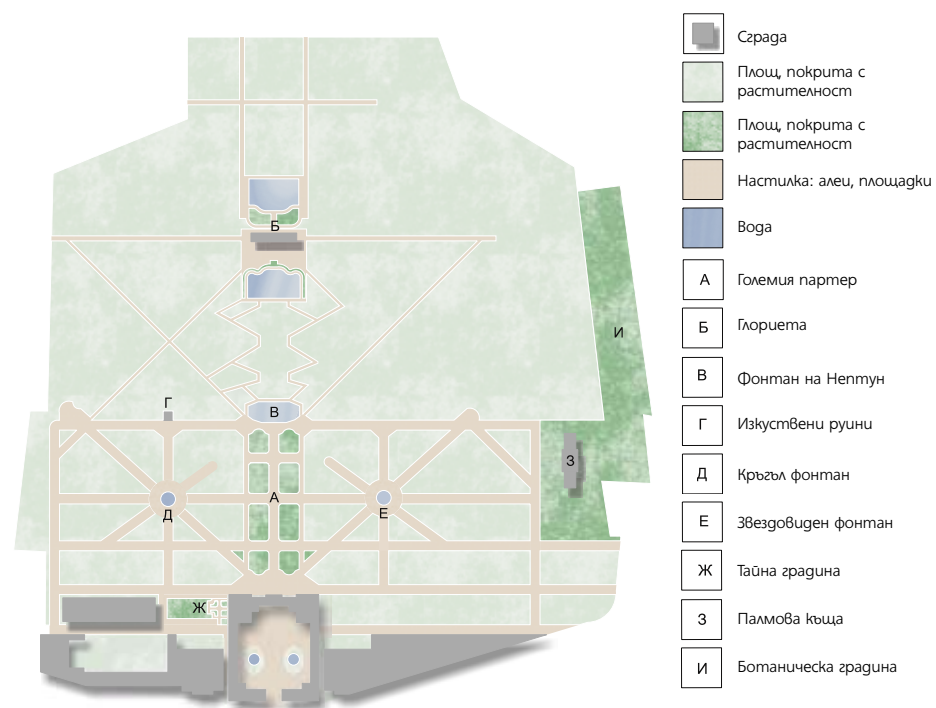 Б
И
Г
В
З
А
Д
Е
Ж
Сграда
Площ, покрита с
растителност
Площ, покрита с
растителност
Настилка: алеи, площадки
Вода
А Големия партер
Б Глориета
В Фонтан на Нептун
Г Изкуствени руини
Д Кръгъл фонтан
Е Звездовиден фонтан
Ж Тайна градина
З Палмова къща
И Ботаническа градина